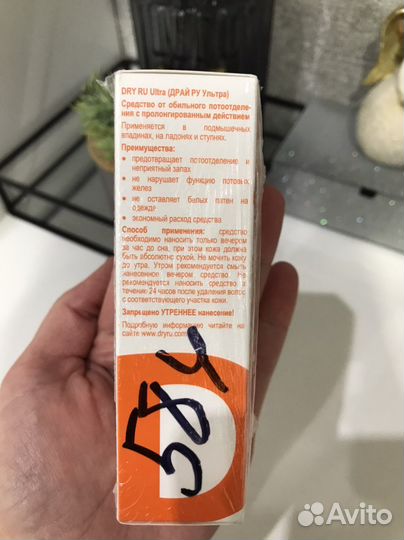 DRY RU Ultra (ДРАЙ РУ Ультра)
Средство от обильного потоотделе-
ния с пролонгированным действием
Применяется в подмышечных
впадинах, на ладонях и ступнях.
Преимущества:
• предотвращает потоотделение и
неприятный запах
• не нарушает функцию потовых
желез
• не оставляет белых пятен на
одежде
• экономный расход средства
Способ применения: средство
необходимо наносить только вечером
за час до сна, при этом кожа должна
быть абсолютно сухой. Не мочить кожу
до утра. Утром рекомендуется смыть
нанесенное вечером средство. Не
рекомендуется наносить средство в
течение 24 часов после удаления волос
с соответствующего участка кожи.
Запрещено УТРЕННЕЕ нанесение!
Подробную информацию читайте на
сайте www.dryru.com
584
Avito